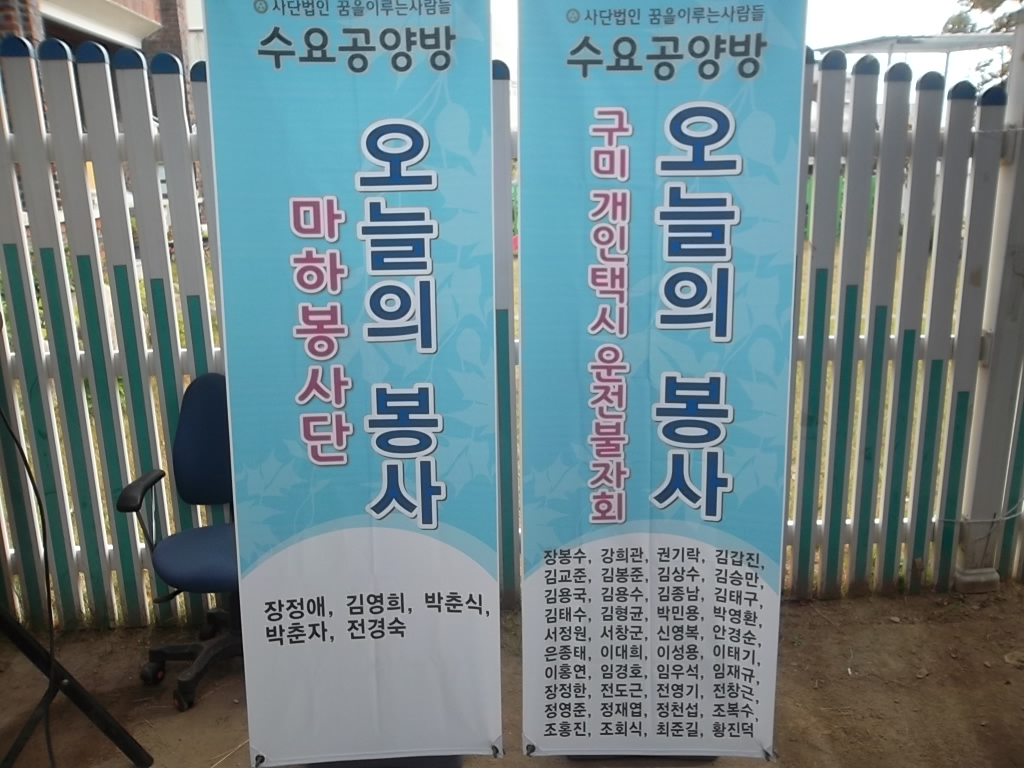 사단법인 꿈을이루는사람들
수요공양방
오늘의 봉사
마하봉사단
장정애, 김영희, 박춘식,
박춘자, 전경숙
사단법인 꿈을이루는사람들
수요공양방
오늘의 봉사
구미 개인택시 운전불자회
장봉수, 강희관, 권기락, 김갑진,
김교준, 김봉준, 김상수, 김승만,
김용국, 김용수, 김종남, 김태구,
김태수, 김형균, 박민용, 박영환,
서정원, 서창군, 신영복, 안경순,
은종태, 이대희, 이성용, 이태기,
이홍연, 임경호, 임우석, 임재규,
장정한, 전도근, 전영기, 전창근,
정영준, 정재엽, 정천섭, 조복수,
조홍진, 조회식, 최준길, 황진덕